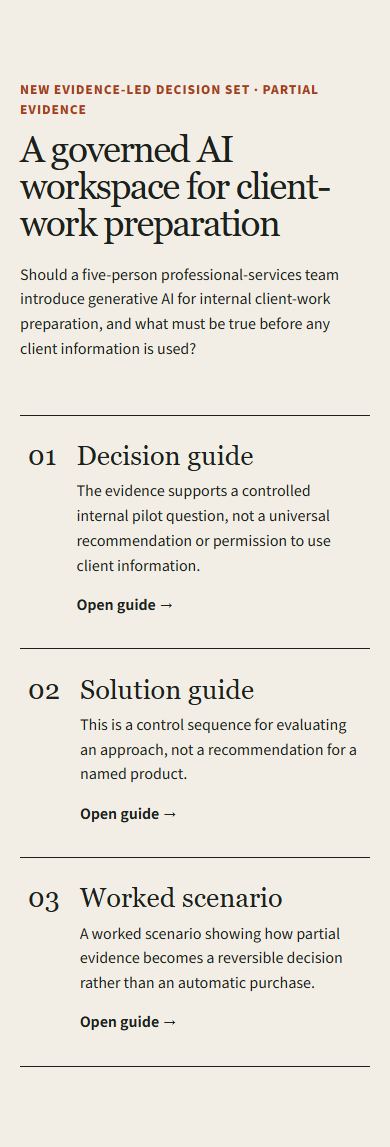 NEW EVIDENCE-LED DECISION SET · PARTIAL
EVIDENCE
A governed AI
workspace for client-
work preparation
Should a five-person professional-services team
introduce generative AI for internal client-work
preparation, and what must be true before any
client information is used?
01 Decision guide
The evidence supports a controlled
internal pilot question, not a universal
recommendation or permission to use
client information.
Open guide →
02 Solution guide
This is a control sequence for evaluating
an approach, not a recommendation for a
named product.
Open guide →
03 Worked scenario
A worked scenario showing how partial
evidence becomes a reversible decision
rather than an automatic purchase.
Open guide →